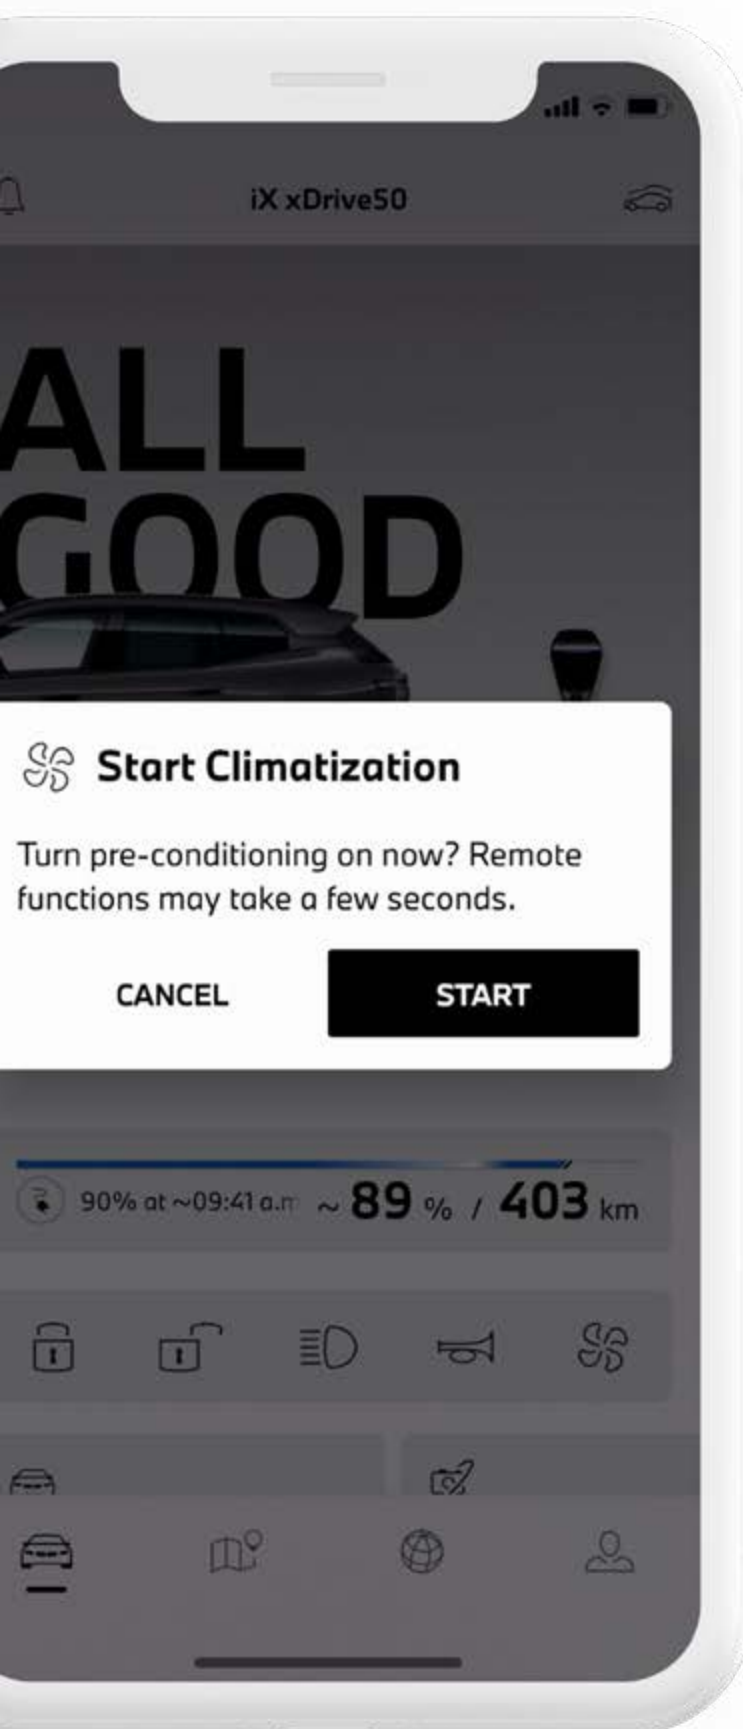 iX xDrive50
ALL
GOOD
Start Climatization
Turn pre-conditioning on now? Remote
functions may take a few seconds.
CANCEL
START
90% at ~09:41 a.m ~ 89 % / 403 km